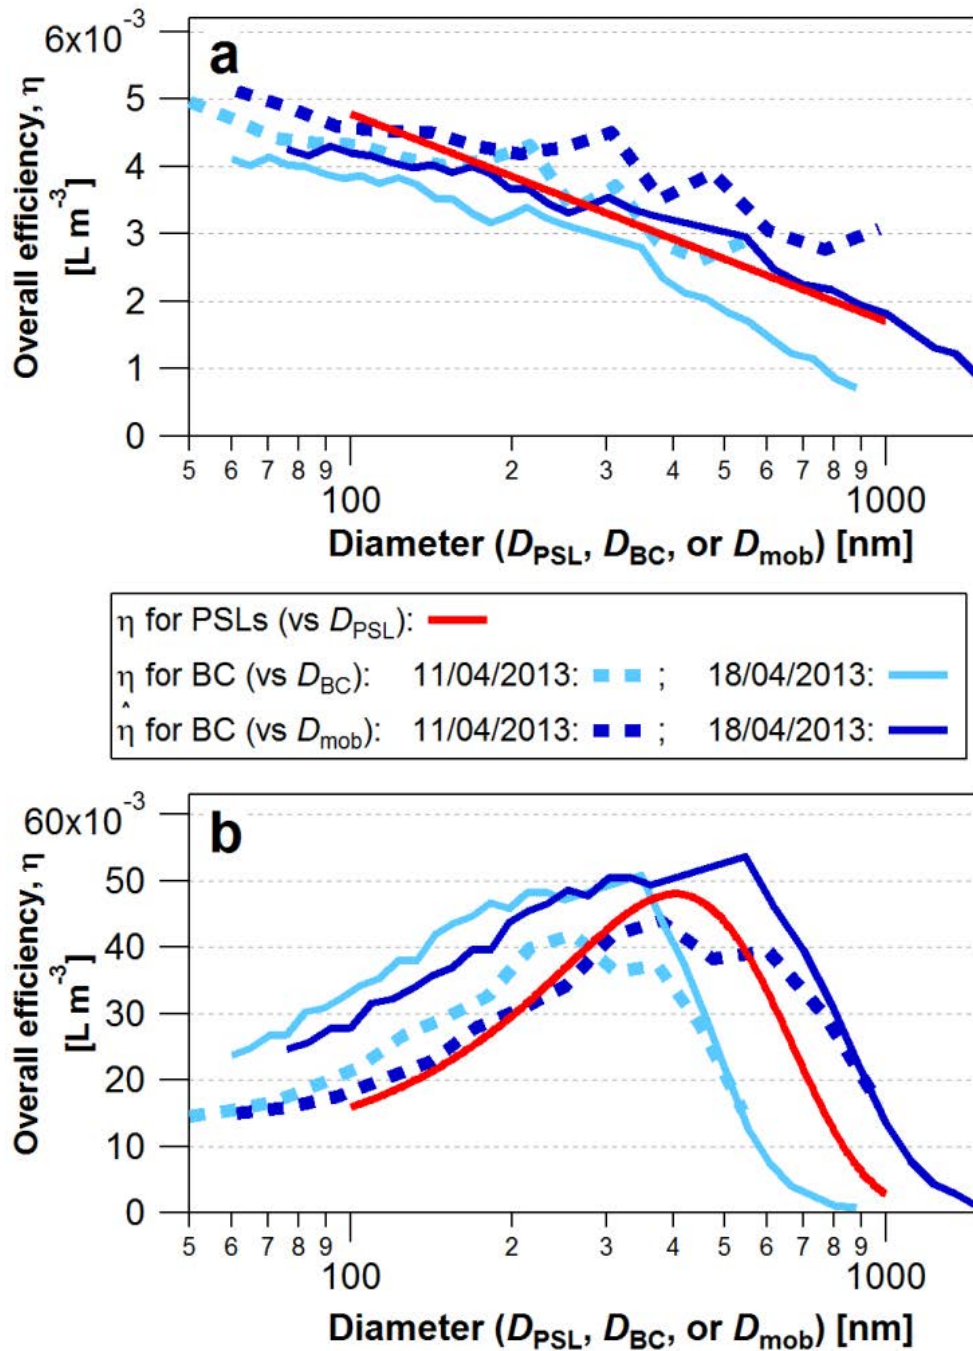 6x10⁻³
a
5
4
3
2
1
0
Overall efficiency, η
[L m⁻³]
5 6 7 8 9 2 3 4 5 6 7 8 9
100 1000
Diameter (D_PSL, D_BC, or D_mob) [nm]
η for PSLs (vs D_PSL):
η for BC (vs D_BC): 11/04/2013: ; 18/04/2013:
η̂ for BC (vs D_mob): 11/04/2013: ; 18/04/2013:
60x10⁻³
b
50
40
30
20
10
0
Overall efficiency, η
[L m⁻³]
5 6 7 8 9 2 3 4 5 6 7 8 9
100 1000
Diameter (D_PSL, D_BC, or D_mob) [nm]